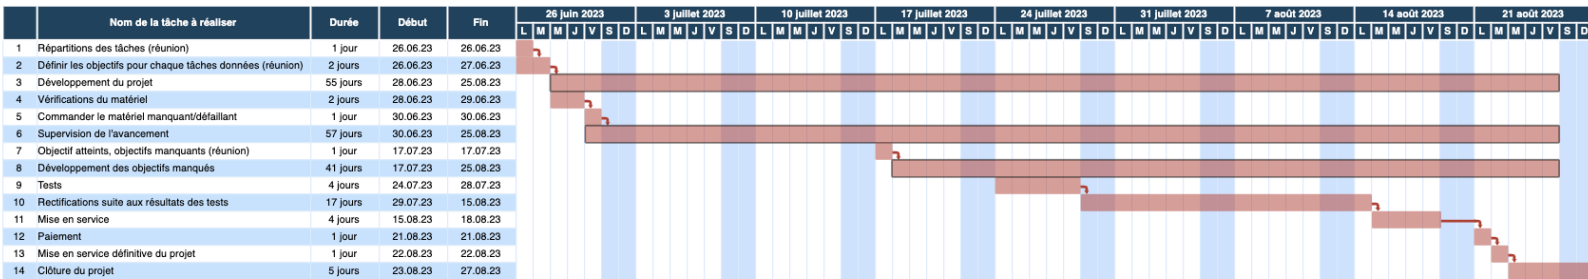 Nom de la tâche à réaliser Durée Début Fin 26 juin 2023 3 juillet 2023 10 juillet 2023 17 juillet 2023 24 juillet 2023 31 juillet 2023 7 août 2023 14 août 2023 21 août 2023
L M M J V S D L M M J V S D L M M J V S D L M M J V S D L M M J V S D L M M J V S D L M M J V S D L M M J V S D L M M J V S D
1 Répartitions des tâches (réunion) 1 jour 26.06.23 26.06.23
2 Définir les objectifs pour chaque tâches données (réunion) 2 jours 26.06.23 27.06.23
3 Développement du projet 55 jours 28.06.23 25.08.23
4 Vérifications du matériel 2 jours 28.06.23 29.06.23
5 Commander le matériel manquant/défaillant 1 jour 30.06.23 30.06.23
6 Supervision de l'avancement 57 jours 30.06.23 25.08.23
7 Objectif atteints, objectifs manquants (réunion) 1 jour 17.07.23 17.07.23
8 Développement des objectifs manqués 41 jours 17.07.23 25.08.23
9 Tests 4 jours 24.07.23 28.07.23
10 Rectifications suite aux résultats des tests 17 jours 29.07.23 15.08.23
11 Mise en service 4 jours 15.08.23 18.08.23
12 Paiement 1 jour 21.08.23 21.08.23
13 Mise en service définitive du projet 1 jour 22.08.23 22.08.23
14 Clôture du projet 5 jours 23.08.23 27.08.23